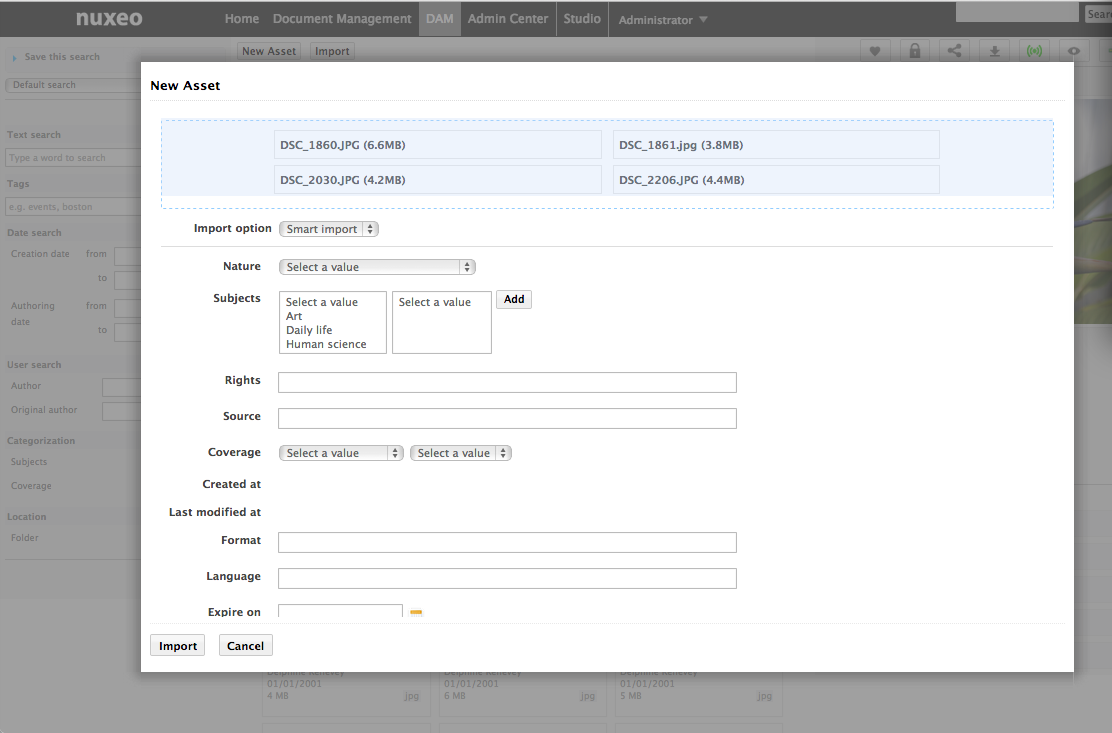 nuxeo Home Document Management DAM Admin Center Studio Administrator Sear
Save this search
New Asset Import
Default search
Text search
Type a word to search
Tags
e.g. events, boston
Date search
Creation date from
to
Authoring date from
to
User search
Author
Original author
Categorization
Subjects
Coverage
Location
Folder
New Asset
DSC_1860.JPG (6.6MB) DSC_1861.jpg (3.8MB)
DSC_2030.JPG (4.2MB) DSC_2206.JPG (4.4MB)
Import option Smart import
Nature Select a value
Subjects Select a value Select a value Add
Art
Daily life
Human science
Rights
Source
Coverage Select a value Select a value
Created at
Last modified at
Format
Language
Expire on
Import Cancel
01/01/2001 01/01/2001 01/01/2001
4 MB jpg 6 MB jpg 5 MB jpg